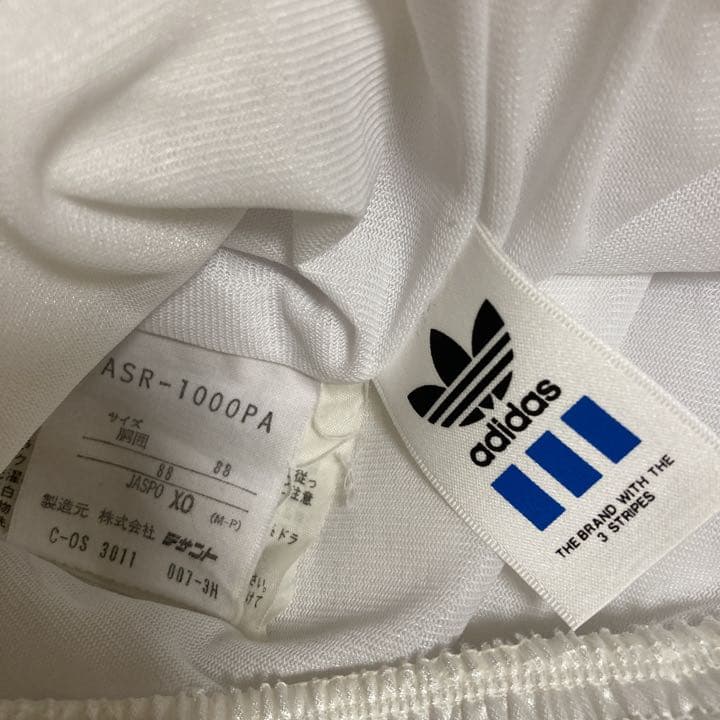 ASR-1000PA
サイズ
胴囲
88 88
JASPO XO (M-P)
製造元 株式会社 デサント
C-OS 3011 007-3H
adidas
THE BRAND WITH THE
3 STRIPES